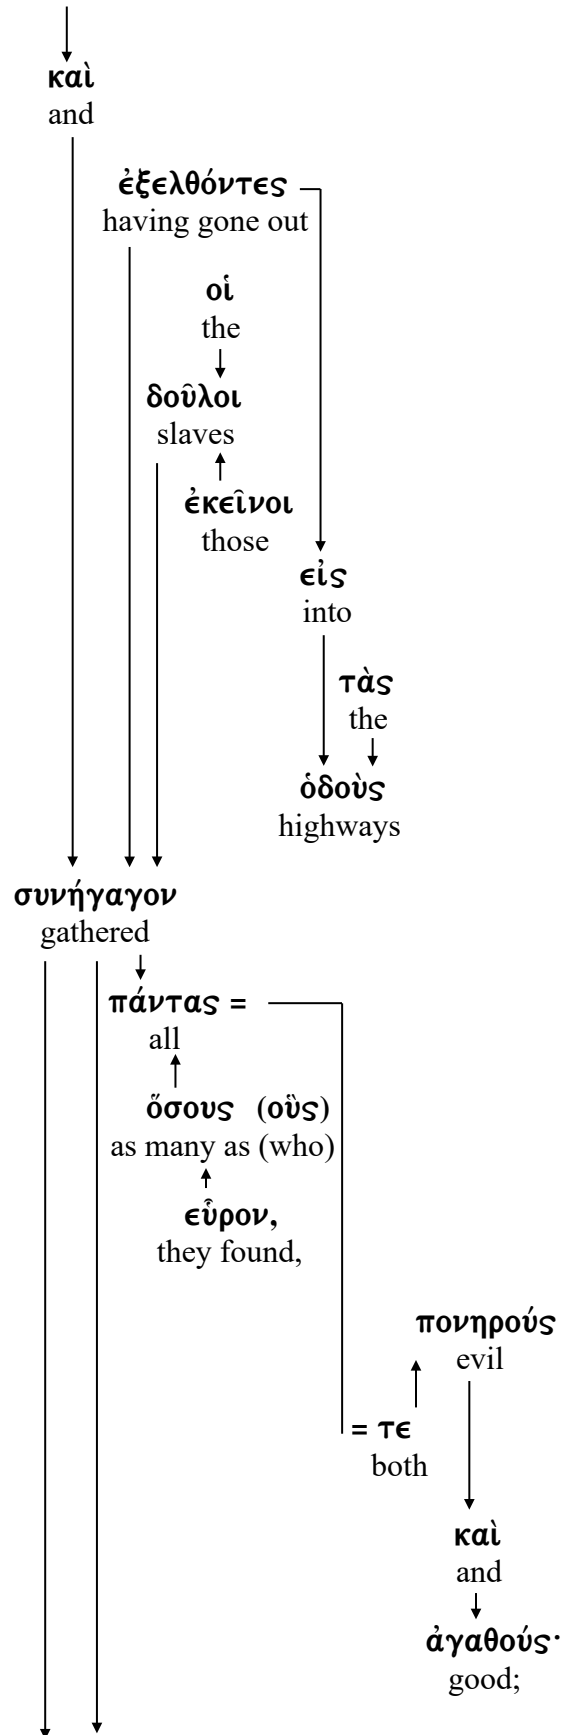 καὶ
and
ἐξελθόντες
having gone out
οἱ
the
δοῦλοι
slaves
ἐκεῖνοι
those
εἰς
into
τὰς
the
ὁδοὺς
highways
συνήγαγον
gathered
πάντας =
all
ὅσους (οὓς)
as many as (who)
εὗρον,
they found,
πονηρούς
evil
= τε
both
καὶ
and
ἀγαθούς·
good;